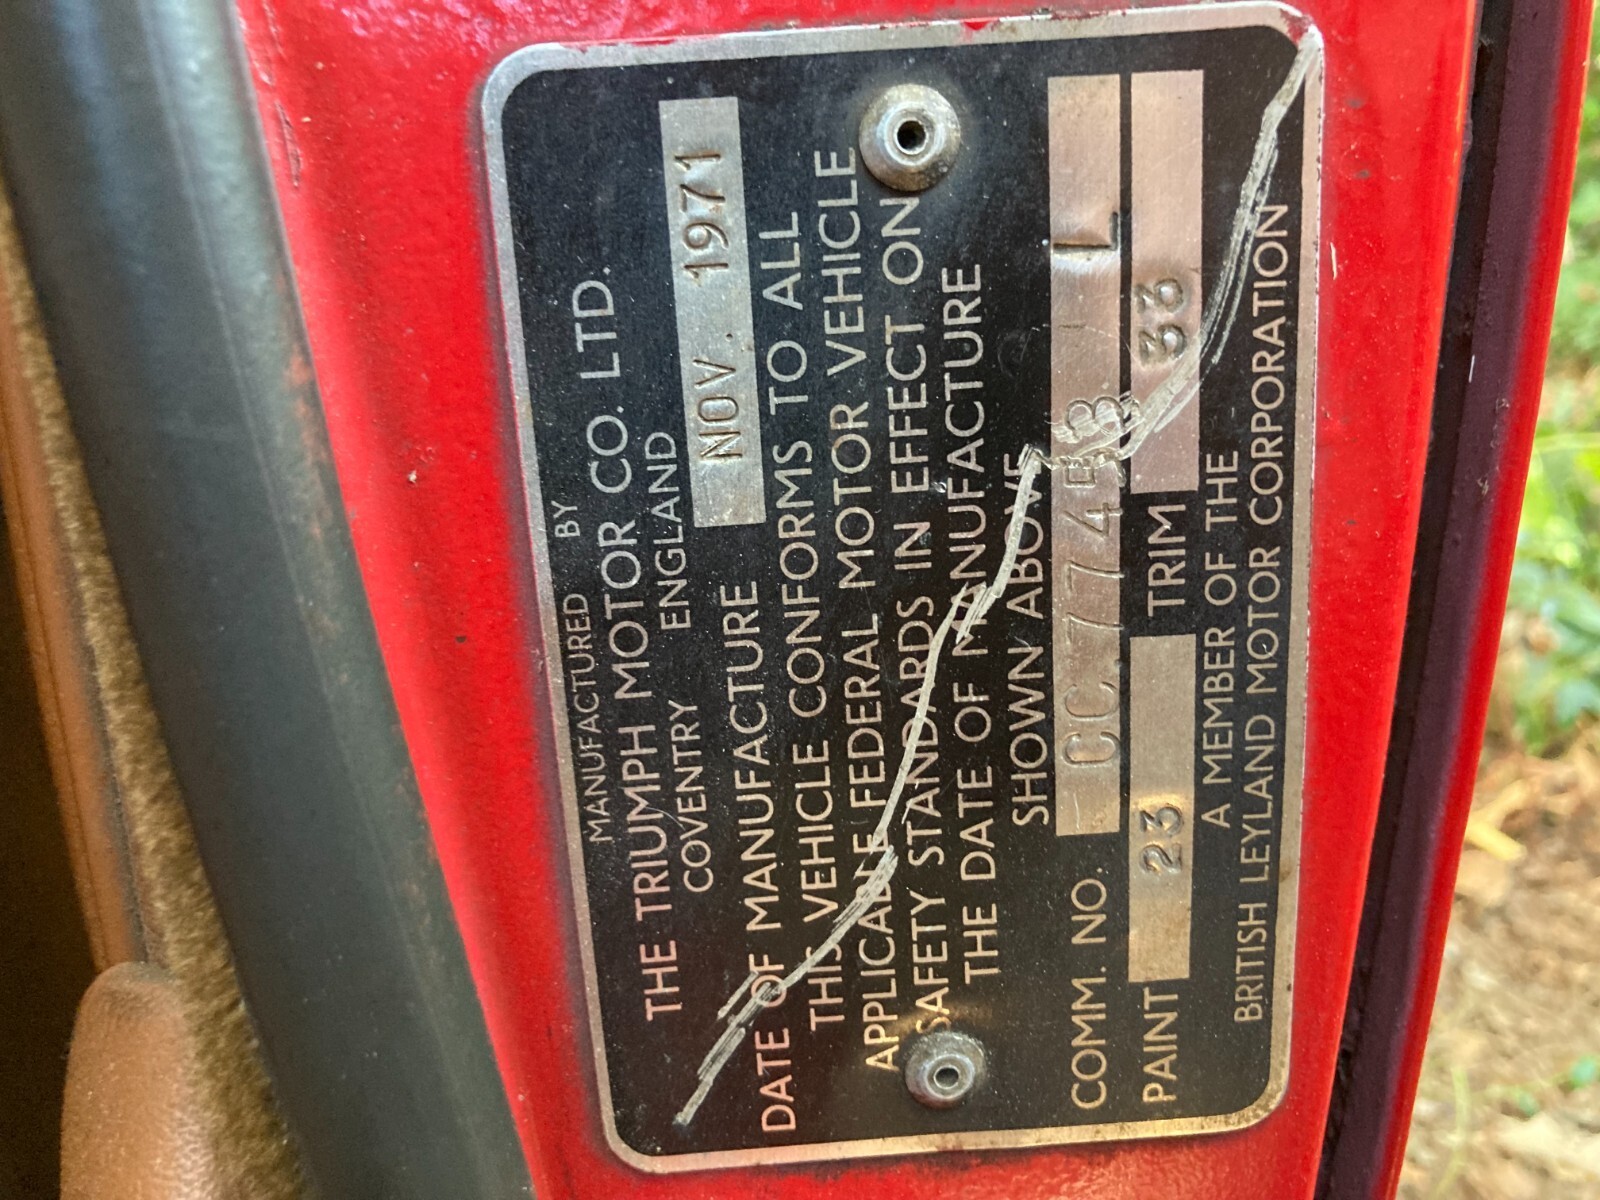 MANUFACTURED BY
THE TRIUMPH MOTOR CO. LTD.
COVENTRY ENGLAND
DATE OF MANUFACTURE NOV. 1971
THIS VEHICLE CONFORMS TO ALL
APPLICABLE FEDERAL MOTOR VEHICLE
SAFETY STANDARDS IN EFFECT ON
THE DATE OF MANUFACTURE
SHOWN ABOVE
COMM. NO. L
PAINT 23 TRIM 33
A MEMBER OF THE
BRITISH LEYLAND MOTOR CORPORATION